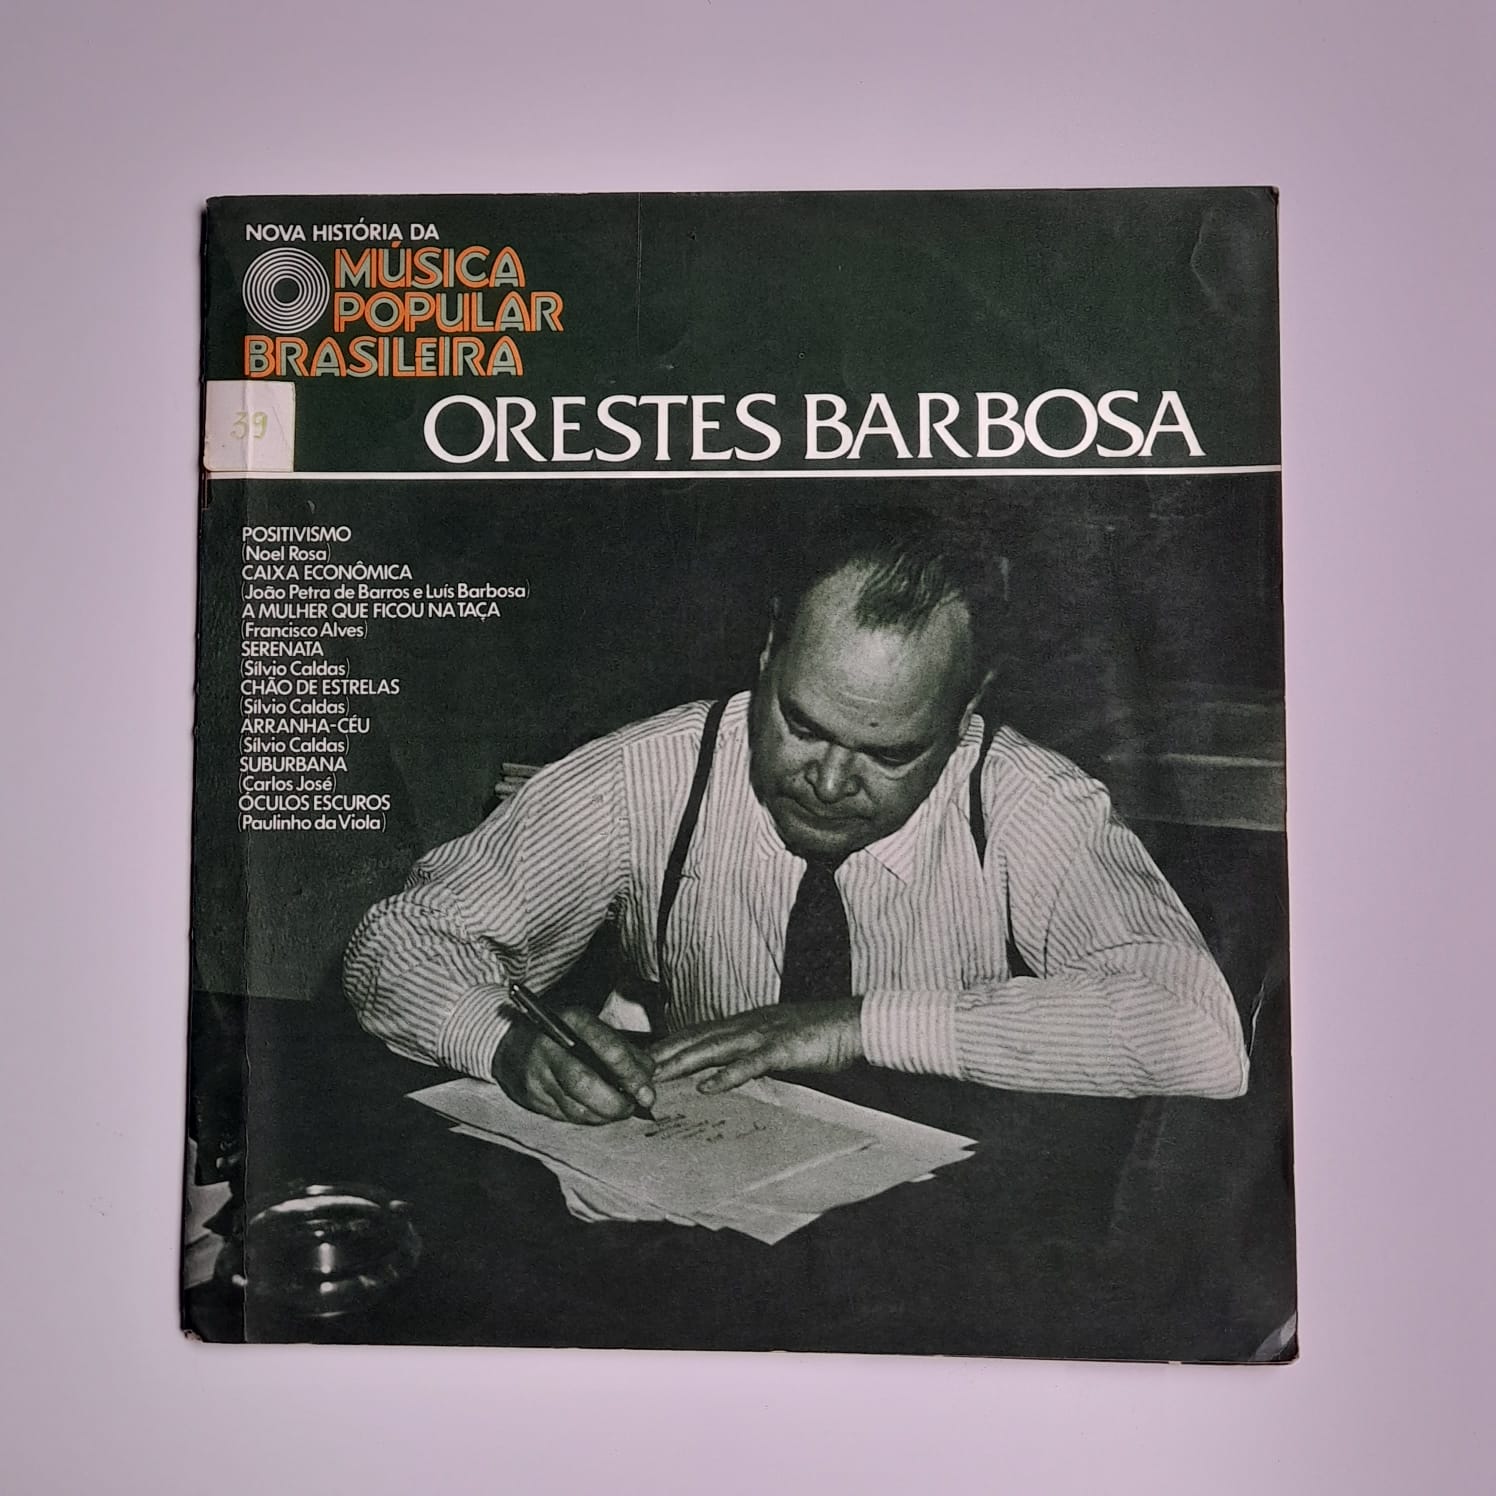 NOVA HISTÓRIA DA
MÚSICA
POPULAR
BRASILEIRA
39
ORESTES BARBOSA
POSITIVISMO
(Noel Rosa)
CAIXA ECONÔMICA
(João Petra de Barros e Luís Barbosa)
A MULHER QUE FICOU NA TAÇA
(Francisco Alves)
SERENATA
(Sílvio Caldas)
CHÃO DE ESTRELAS
(Sílvio Caldas)
ARRANHA-CÉU
(Sílvio Caldas)
SUBURBANA
(Carlos José)
ÓCULOS ESCUROS
(Paulinho da Viola)